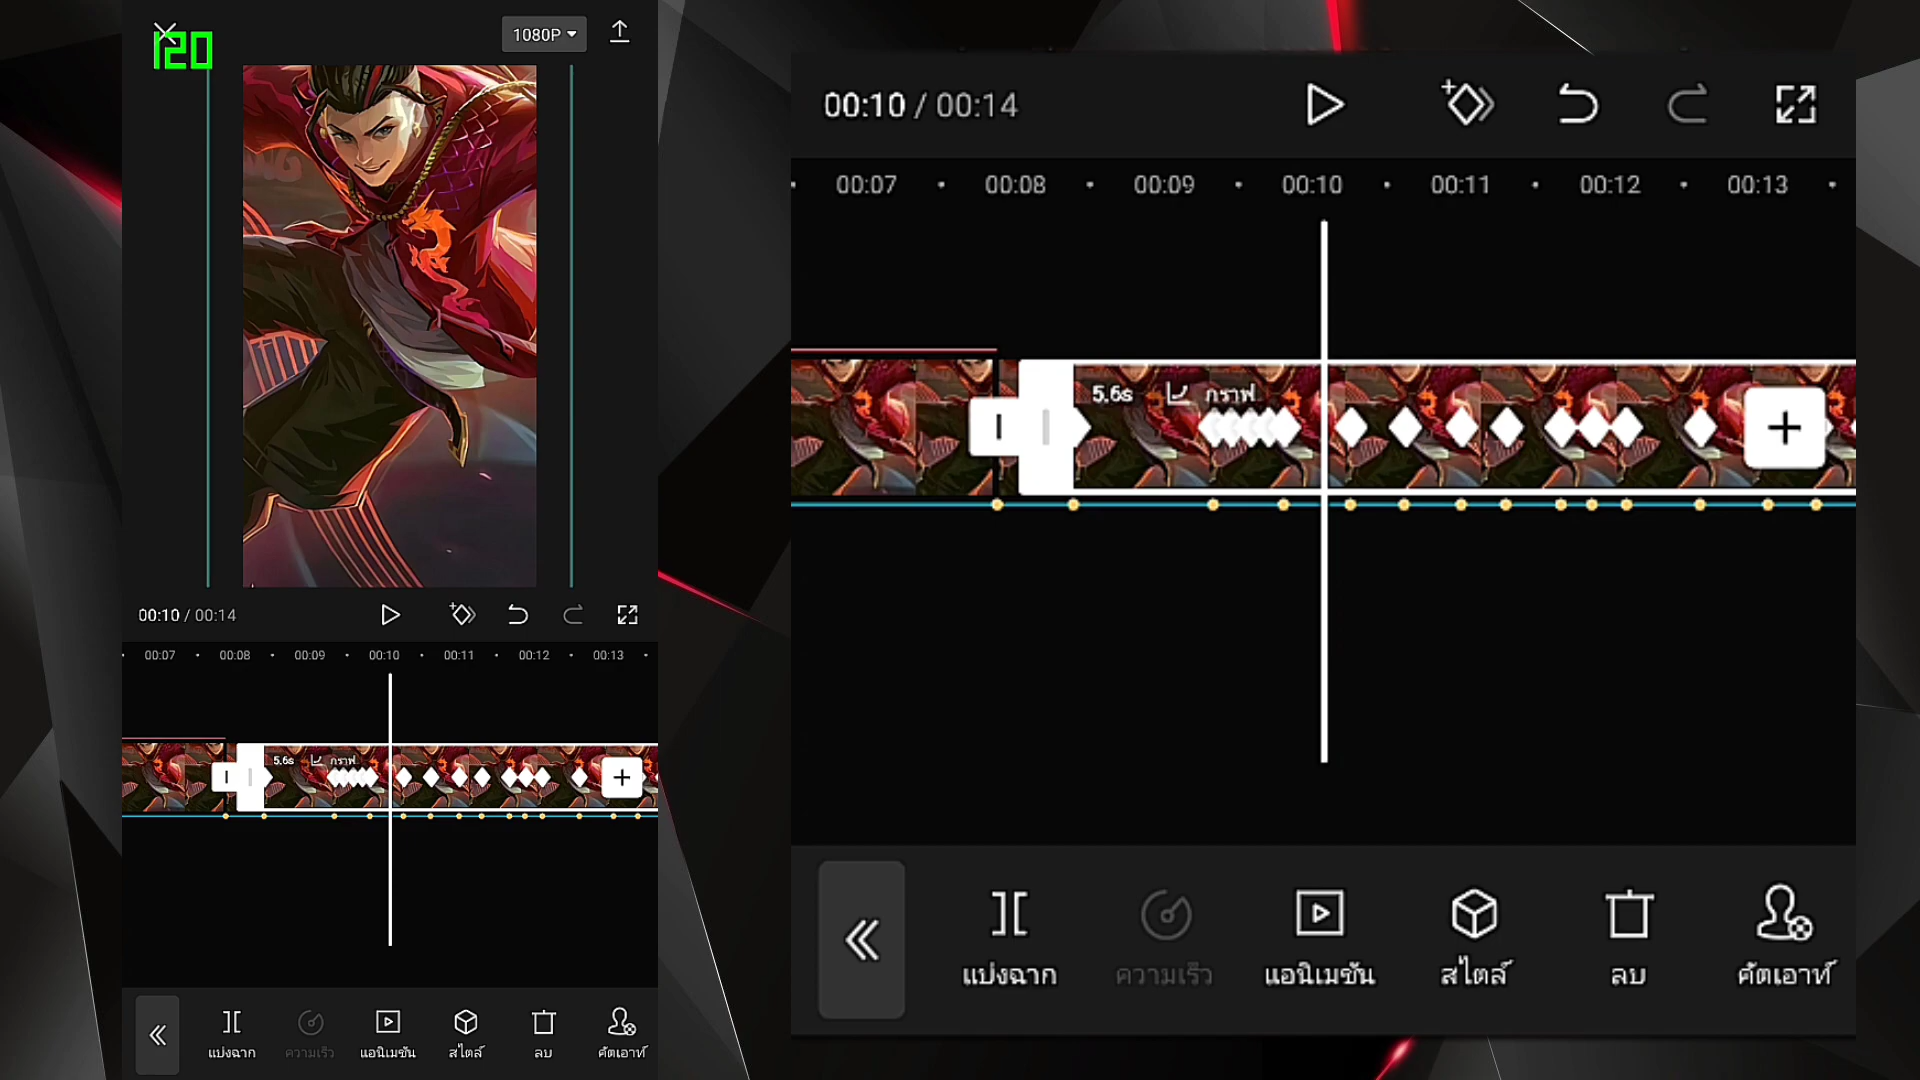 120
1080P
00:10 / 00:14
00:07 00:08 00:09 00:10 00:11 00:12 00:13
5.6s กราฟ
แบ่งฉาก ความเร็ว แอนิเมชัน สไตล์ ลบ คัตเอาท์
00:10 / 00:14
00:07 00:08 00:09 00:10 00:11 00:12 00:13
5.6s กราฟ
แบ่งฉาก ความเร็ว แอนิเมชัน สไตล์ ลบ คัตเอาท์